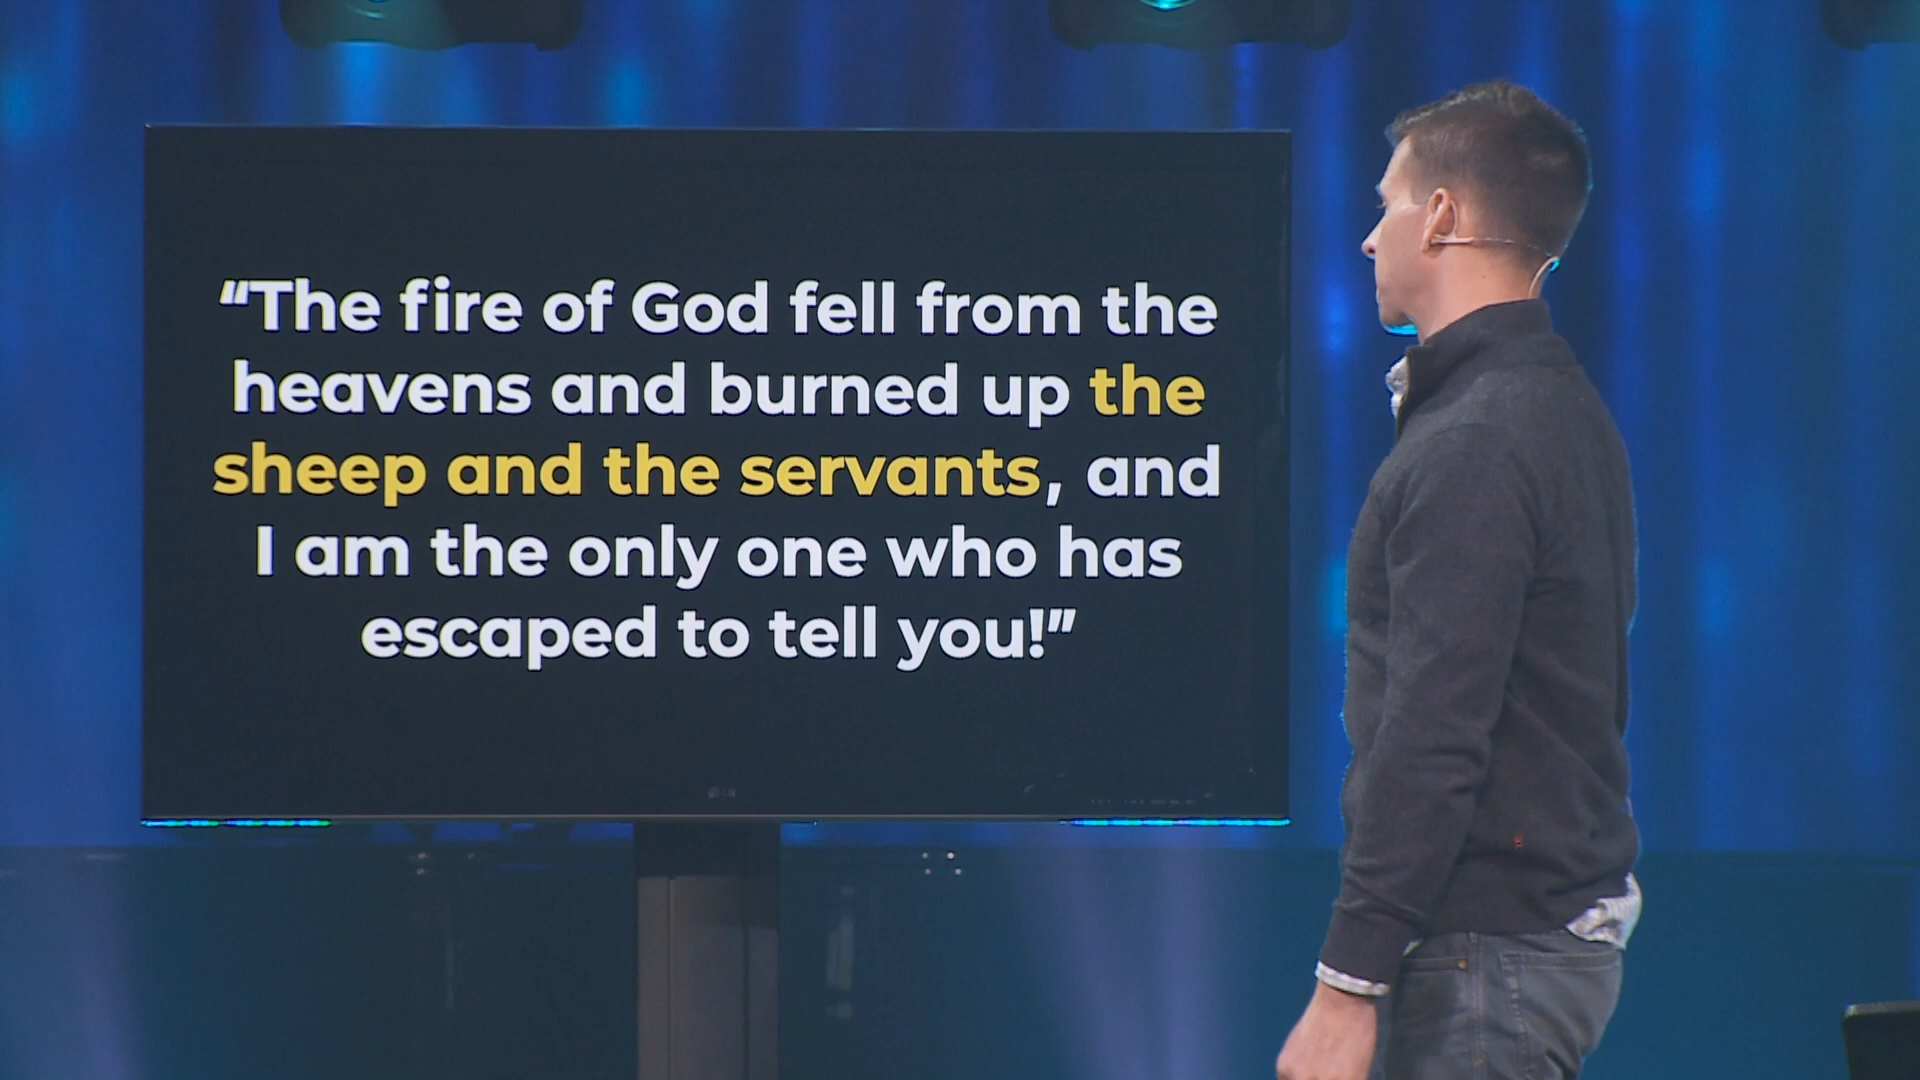 “The fire of God fell from the
heavens and burned up the
sheep and the servants, and
I am the only one who has
escaped to tell you!”
LG